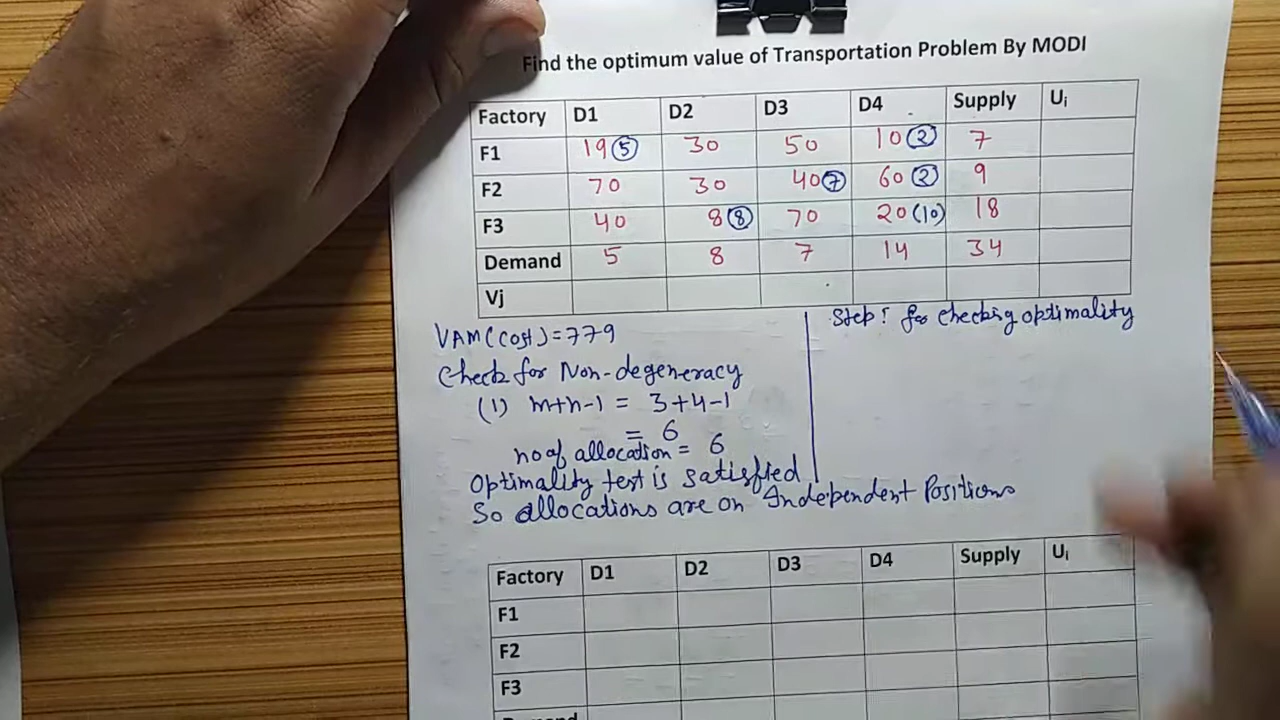 Find the optimum value of Transportation Problem By MODI
Factory D1 D2 D3 D4 Supply Ui
F1 19 (5) 30 50 10 (2) 7
F2 70 30 40 (7) 60 (2) 9
F3 40 8 (8) 70 20 (10) 18
Demand 5 8 7 14 34
Vj
VAM (cost) = 779
Check for Non-degeneracy
(1) m+n-1 = 3+4-1
= 6
no of allocation = 6
Optimality test is satisfied
So allocations are on Independent Positions
Step: for checking optimality
Factory D1 D2 D3 D4 Supply Ui
F1
F2
F3